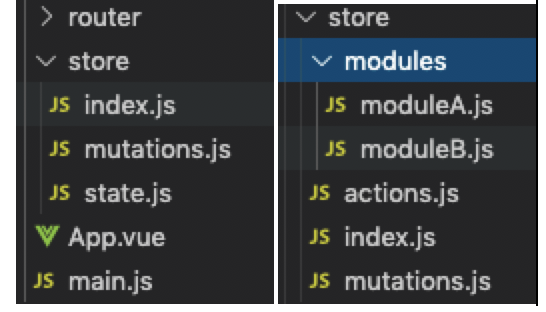 router
store
JS index.js
JS mutations.js
JS state.js
App.vue
JS main.js
store
modules
JS moduleA.js
JS moduleB.js
JS actions.js
JS index.js
JS mutations.js